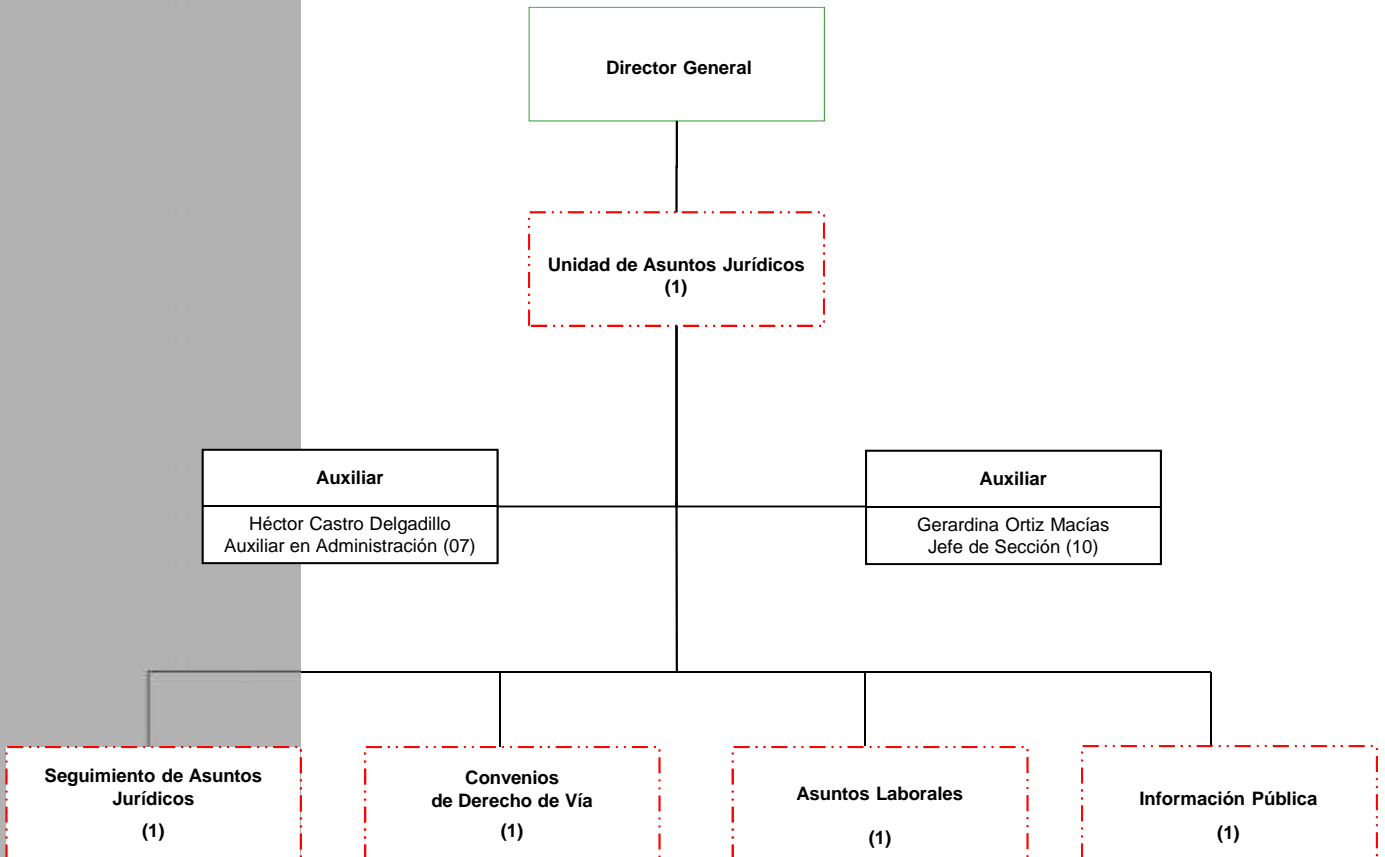 Director General
Unidad de Asuntos Jurídicos
(1)
Auxiliar
Héctor Castro Delgadillo
Auxiliar en Administración (07)
Auxiliar
Gerardina Ortiz Macías
Jefe de Sección (10)
Seguimiento de Asuntos
Jurídicos
(1)
Convenios
de Derecho de Vía
(1)
Asuntos Laborales
(1)
Información Pública
(1)